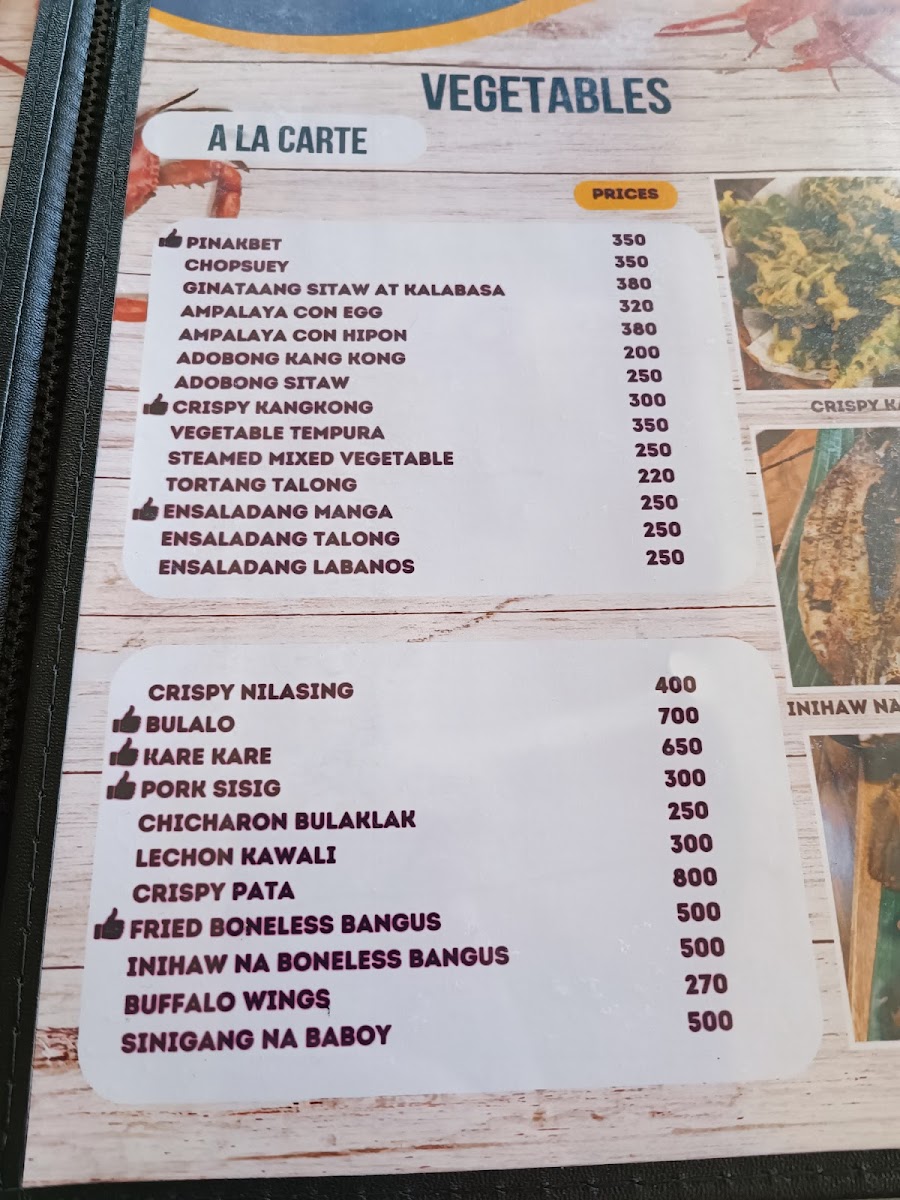 VEGETABLES
A LA CARTE
PRICES
PINAKBET 350
CHOPSUEY 350
GINATAANG SITAW AT KALABASA 380
AMPALAYA CON EGG 320
AMPALAYA CON HIPON 380
ADOBONG KANG KONG 200
ADOBONG SITAW 250
CRISPY KANGKONG 300
VEGETABLE TEMPURA 350
STEAMED MIXED VEGETABLE 250
TORTANG TALONG 220
ENSALADANG MANGA 250
ENSALADANG TALONG 250
ENSALADANG LABANOS 250
CRISPY NILASING 400
BULALO 700
KARE KARE 650
PORK SISIG 300
CHICHARON BULAKLAK 250
LECHON KAWALI 300
CRISPY PATA 800
FRIED BONELESS BANGUS 500
INIHAW NA BONELESS BANGUS 500
BUFFALO WINGS 270
SINIGANG NA BABOY 500
CRISPY
INIHAW NA